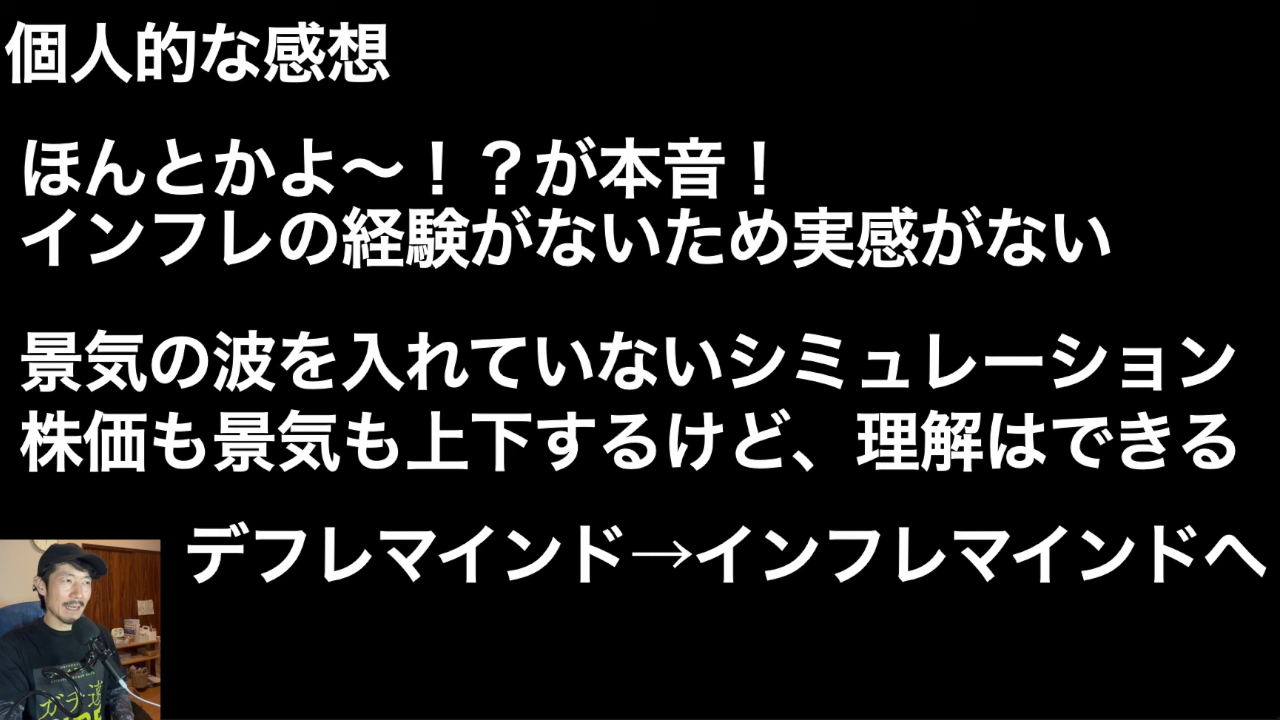 個人的な感想
ほんとかよ〜！？が本音！
インフレの経験がないため実感がない
景気の波を入れていないシミュレーション
株価も景気も上下するけど、理解はできる
デフレマインド→インフレマインドへ